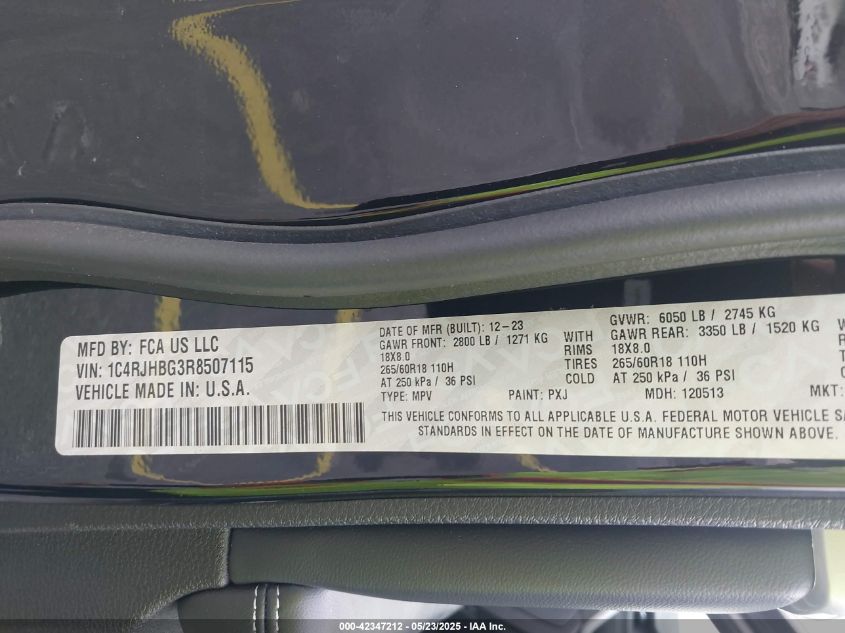 MFD BY: FCA US LLC
VIN: 1C4RJHBG3R8507115
VEHICLE MADE IN U.S.A.
DATE OF MFR (BUILT): 12-23
GAWR FRONT: 2800 LB / 1271 KG
18X8.0
265/60R18 110H
AT 250 kPa / 36 PSI
TYPE: MPV
WITH
RIMS
TIRES
COLD
PAINT: PXJ
GVWR: 6050 LB / 2745 KG
GAWR REAR: 3350 LB / 1520 KG
18X8.0
265/60R18 110H
AT 250 kPa / 36 PSI
MDH: 120513
MKT:
THIS VEHICLE CONFORMS TO ALL APPLICABLE U.S.A. FEDERAL MOTOR VEHICLE SA
STANDARDS IN EFFECT ON THE DATE OF MANUFACTURE SHOWN ABOVE.
000-42347212 - 05/23/2025 - IAA Inc.